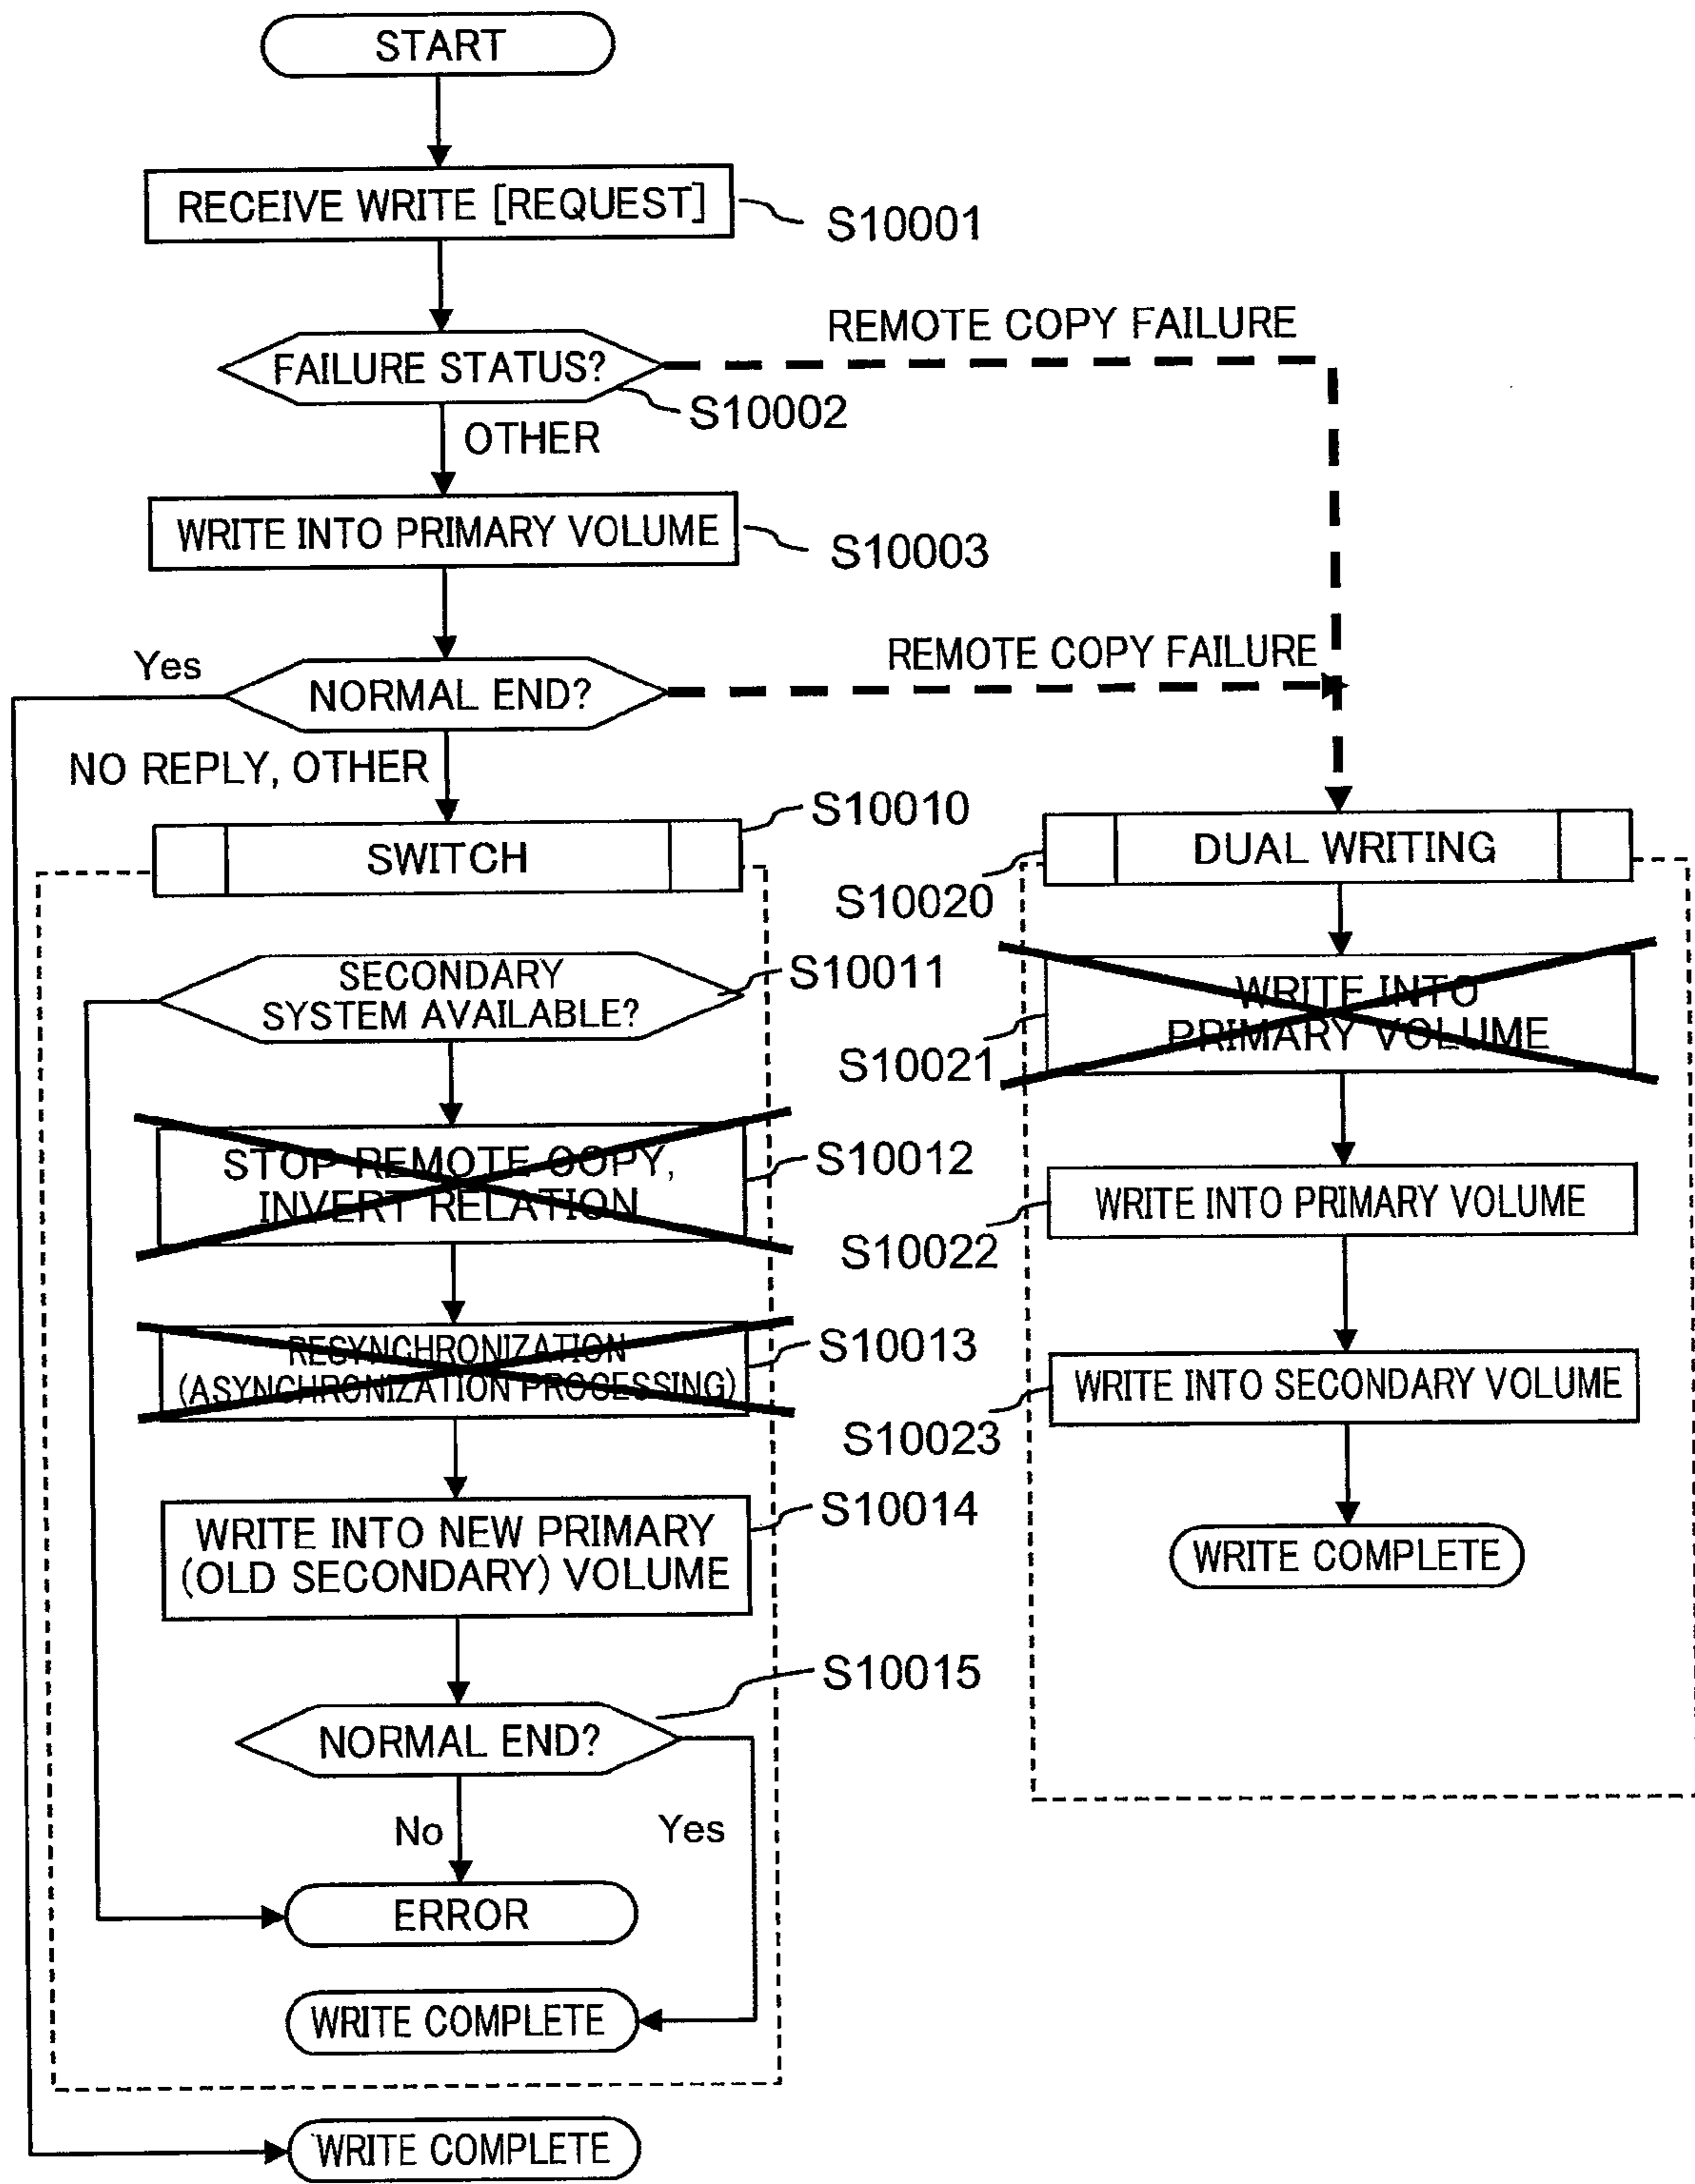 START
RECEIVE WRITE [REQUEST]
S10001
REMOTE COPY FAILURE
FAILURE STATUS?
S10002
OTHER
WRITE INTO PRIMARY VOLUME
S10003
Yes
NORMAL END?
REMOTE COPY FAILURE
NO REPLY, OTHER
SWITCH
S10010
SECONDARY
SYSTEM AVAILABLE?
S10011
STOP REMOTE COPY,
INVERT RELATION
S10012
RESYNCHRONIZATION
(ASYNCHRONIZATION PROCESSING)
S10013
WRITE INTO NEW PRIMARY
(OLD SECONDARY) VOLUME
S10014
NORMAL END?
S10015
No
Yes
ERROR
WRITE COMPLETE
WRITE COMPLETE
DUAL WRITING
S10020
WRITE INTO
PRIMARY VOLUME
S10021
WRITE INTO PRIMARY VOLUME
S10022
WRITE INTO SECONDARY VOLUME
S10023
WRITE COMPLETE